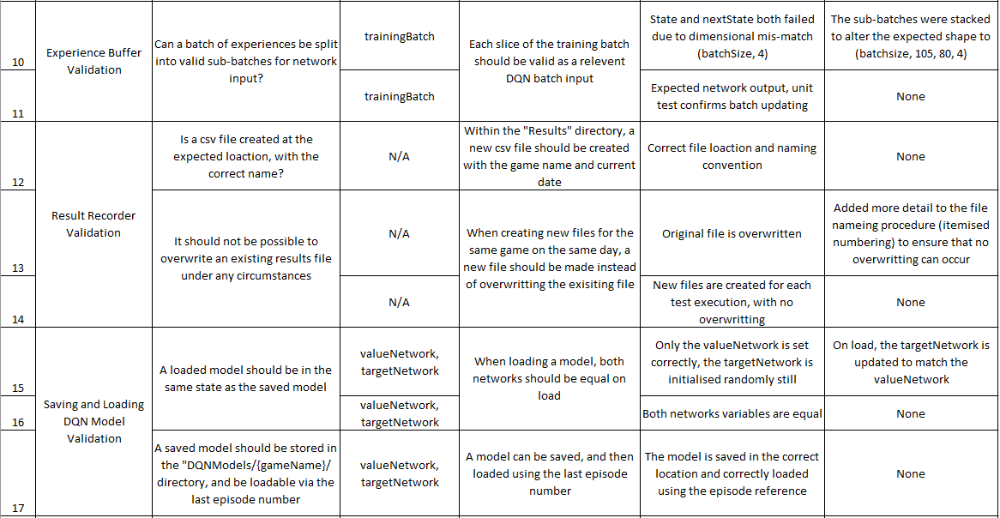 10
Experience Buffer
Validation
Can a batch of experiences be split
into valid sub-batches for network
input?
trainingBatch
Each slice of the training batch
should be valid as a relevent
DQN batch input
State and nextState both failed
due to dimensional mis-match
(batchSize, 4)
The sub-batches were stacked
to alter the expected shape to
(batchsize, 105, 80, 4)
11
trainingBatch
Expected network output, unit
test confirms batch updating
None
12
Result Recorder
Validation
Is a csv file created at the
expected loaction, with the
correct name?
N/A
Within the "Results" directory, a
new csv file should be created
with the game name and current
date
Correct file loaction and naming
convention
None
13
It should not be possible to
overwrite an existing results file
under any circumstances
N/A
When creating new files for the
same game on the same day, a
new file should be made instead
of overwritting the exisiting file
Original file is overwritten
Added more detail to the file
nameing procedure (itemised
numbering) to ensure that no
overwritting can occur
14
N/A
New files are created for each
test execution, with no
overwritting
None
15
Saving and Loading
DQN Model
Validation
A loaded model should be in the
same state as the saved model
valueNetwork,
targetNetwork
When loading a model, both
networks should be equal on
load
Only the valueNetwork is set
correctly, the targetNetwork is
initialised randomly still
On load, the targetNetwork is
updated to match the
valueNetwork
16
valueNetwork,
targetNetwork
Both networks variables are equal
None
17
A saved model should be stored in
the "DQNModels/{gameName}/
directory, and be loadable via the
last episode number
valueNetwork,
targetNetwork
A model can be saved, and then
loaded using the last episode
number
The model is saved in the correct
location and correctly loaded
using the episode reference
None